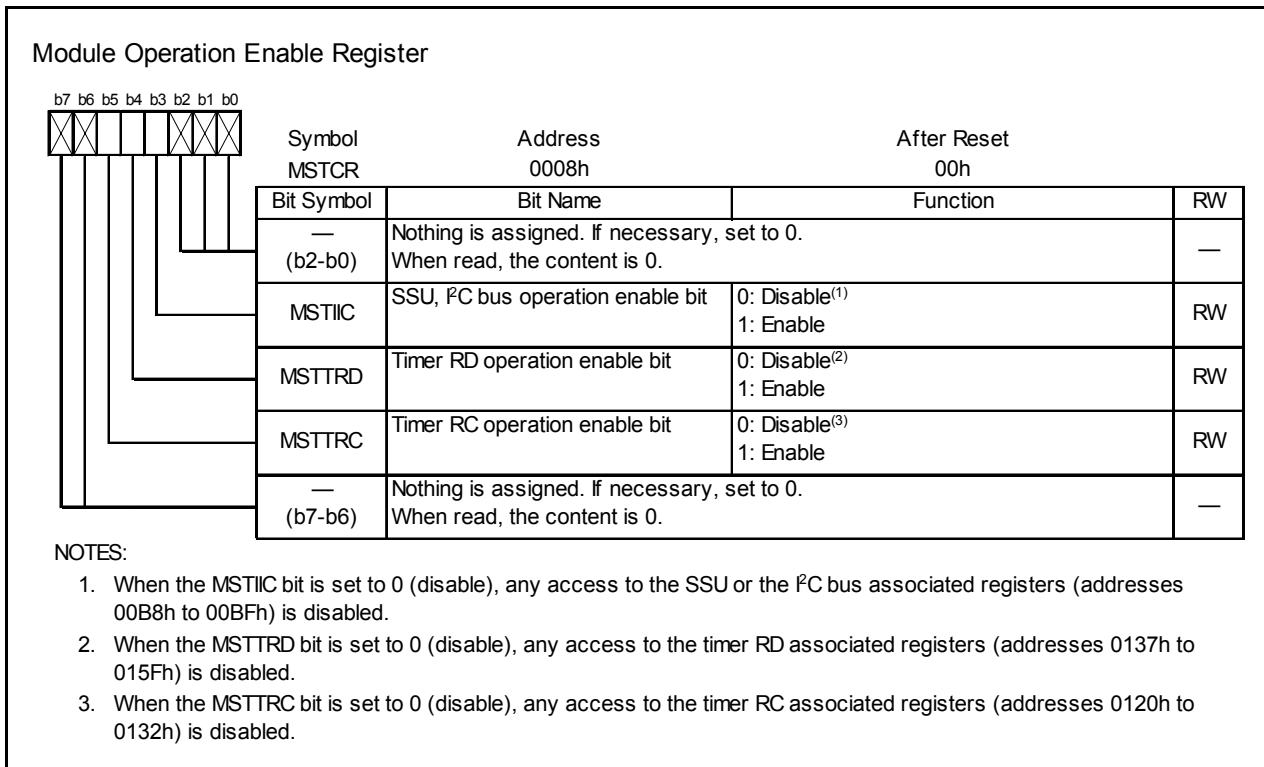 Module Operation Enable Register
b7 b6 b5 b4 b3 b2 b1 b0
Symbol Address After Reset
MSTCR 0008h 00h
Bit Symbol Bit Name Function RW
— Nothing is assigned. If necessary, set to 0.
(b2-b0) When read, the content is 0. —
MSTIIC SSU, I²C bus operation enable bit 0: Disable(1) RW
1: Enable
MSTTRD Timer RD operation enable bit 0: Disable(2) RW
1: Enable
MSTTRC Timer RC operation enable bit 0: Disable(3) RW
1: Enable
— Nothing is assigned. If necessary, set to 0.
(b7-b6) When read, the content is 0. —
NOTES:
1. When the MSTIIC bit is set to 0 (disable), any access to the SSU or the I²C bus associated registers (addresses
00B8h to 00BFh) is disabled.
2. When the MSTTRD bit is set to 0 (disable), any access to the timer RD associated registers (addresses 0137h to
015Fh) is disabled.
3. When the MSTTRC bit is set to 0 (disable), any access to the timer RC associated registers (addresses 0120h to
0132h) is disabled.